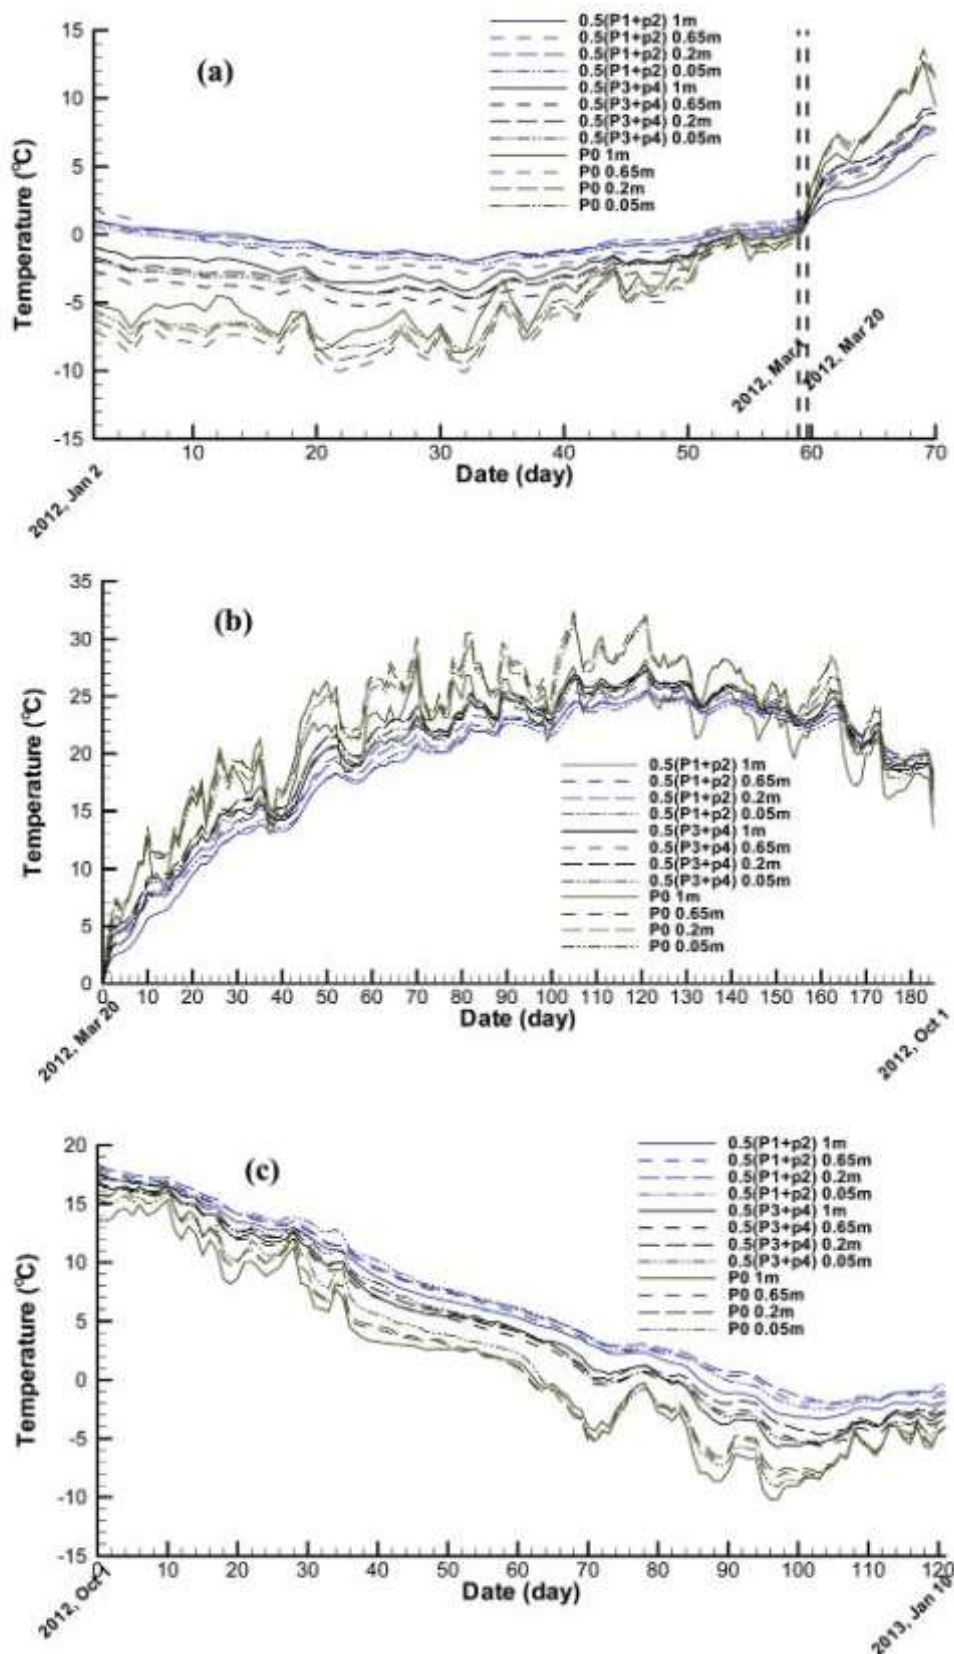 0.5(P1+p2) 1m
0.5(P1+p2) 0.65m
0.5(P1+p2) 0.2m
0.5(P1+p2) 0.05m
0.5(P3+p4) 1m
0.5(P3+p4) 0.65m
0.5(P3+p4) 0.2m
0.5(P3+p4) 0.05m
P0 1m
P0 0.65m
P0 0.2m
P0 0.05m
(a)
15
10
5
0
-5
-10
-15
Temperature (°C)
10 20 30 40 50 60 70
Date (day)
2012, Jan 2
2012, Mar
2012, Mar 20
(b)
35
30
25
20
15
10
5
0
Temperature (°C)
0.5(P1+p2) 1m
0.5(P1+p2) 0.65m
0.5(P1+p2) 0.2m
0.5(P1+p2) 0.05m
0.5(P3+p4) 1m
0.5(P3+p4) 0.65m
0.5(P3+p4) 0.2m
0.5(P3+p4) 0.05m
P0 1m
P0 0.65m
P0 0.2m
P0 0.05m
0 10 20 30 40 50 60 70 80 90 100 110 120 130 140 150 160 170 180
Date (day)
2012, Mar 20
2012, Oct 1
(c)
20
15
10
5
0
-5
-10
-15
Temperature (°C)
0.5(P1+p2) 1m
0.5(P1+p2) 0.65m
0.5(P1+p2) 0.2m
0.5(P1+p2) 0.05m
0.5(P3+p4) 1m
0.5(P3+p4) 0.65m
0.5(P3+p4) 0.2m
0.5(P3+p4) 0.05m
P0 1m
P0 0.65m
P0 0.2m
P0 0.05m
0 10 20 30 40 50 60 70 80 90 100 110 120
Date (day)
2012, Oct 1
2013, Jan 10